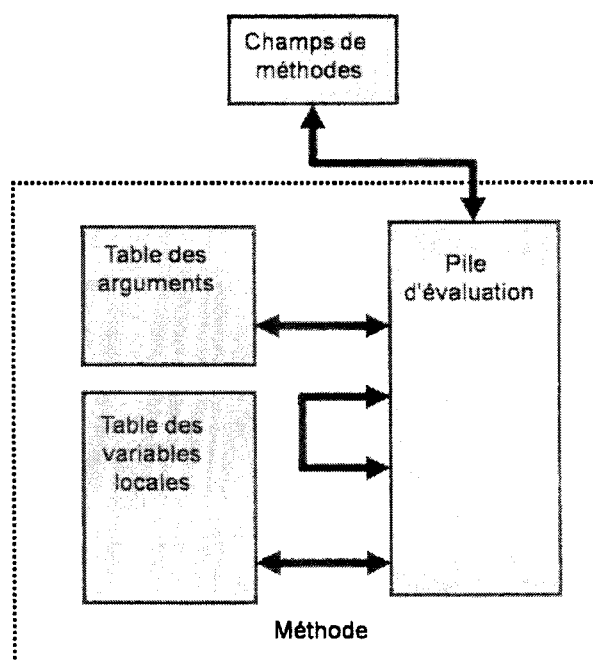 Champs de
méthodes
Table des
arguments
Pile
d'évaluation
Table des
variables
locales
Méthode